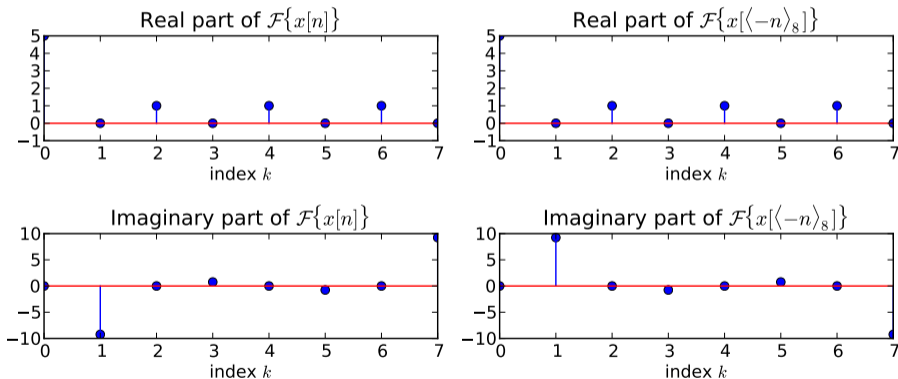 Real part of ℱ{x[n]}
5
4
3
2
1
0
−1
0 1 2 3 4 5 6 7
index k
Real part of ℱ{x[⟨−n⟩₈]}
5
4
3
2
1
0
−1
0 1 2 3 4 5 6 7
index k
Imaginary part of ℱ{x[n]}
10
5
0
−5
−10
0 1 2 3 4 5 6 7
index k
Imaginary part of ℱ{x[⟨−n⟩₈]}
10
5
0
−5
−10
0 1 2 3 4 5 6 7
index k